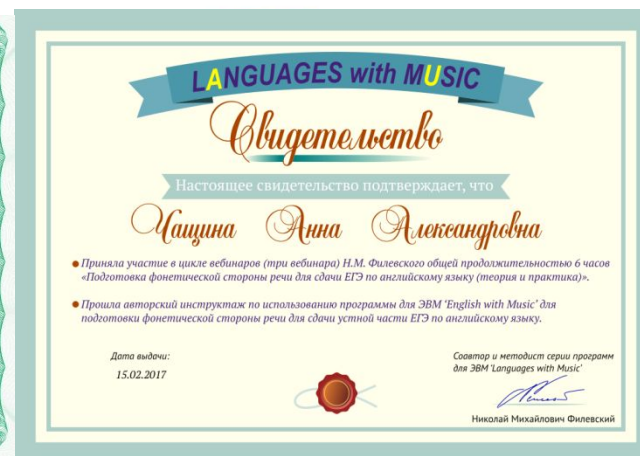 LANGUAGES with MUSIC
Свидетельство
Настоящее свидетельство подтверждает, что
Чащина Анна Александровна
Приняла участие в цикле вебинаров (три вебинара) Н.М. Филевского общей продолжительностью 6 часов
«Подготовка фонетической стороны речи для сдачи ЕГЭ по английскому языку (теория и практика)».
Прошла авторский инструктаж по использованию программы для ЭВМ 'English with Music' для
подготовки фонетической стороны речи для сдачи устной части ЕГЭ по английскому языку.
Дата выдачи:
15.02.2017
Соавтор и методист серии программ
для ЭВМ 'Languages with Music'
Николай Михайлович Филевский